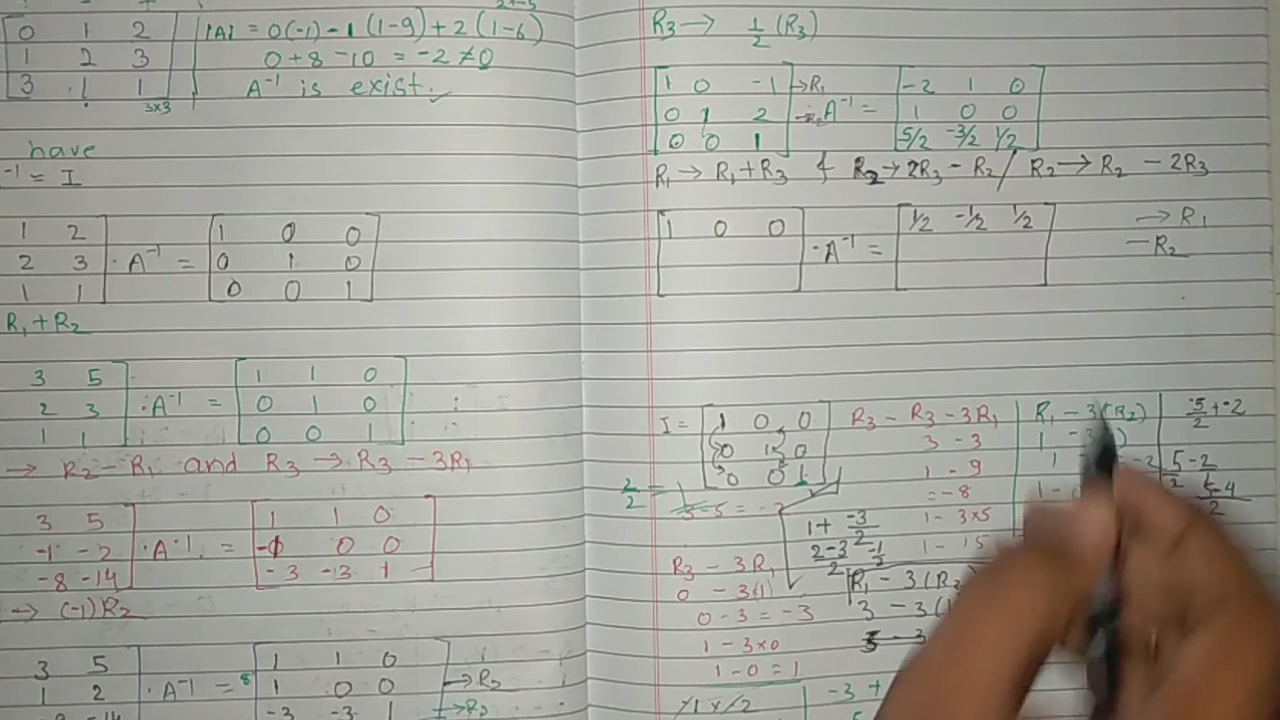 0 1 2 |A| = 0(-1) - 1 (1-9) + 2 (1-6)
1 2 3 0 + 8 - 10 = -2 ≠ 0
3 1 1 A⁻¹ is exist.
3x3
have
⁻¹ = I
1 2 1 0 0
2 3 · A⁻¹ = 0 1 0
1 1 0 0 1
R₁ + R₂
3 5 1 1 0
2 3 · A⁻¹ = 0 1 0
1 1 0 0 1
→ R₂ - R₁ and R₃ → R₃ - 3R₁
3 5 1 1 0
-1 -2 · A⁻¹ = -1 0 0
-8 -14 -3 -3 1
→ (-1) R₂
3 5 1 1 0
1 2 · A⁻¹ = 1 0 0 → R₂
-14 -3 -3 1
R₃ → 1/2 (R₃)
1 0 -1 → R₁ -2 1 0
0 1 2 A⁻¹ = 1 0 0
0 0 1 5/2 -3/2 1/2
R₁ → R₁ + R₃ & R₂ → 2R₃ - R₂ / R₂ → R₂ - 2R₃
1 0 0 1/2 -1/2 1/2 → R₁
· A⁻¹ = - R₂
I = 1 0 0
0 0
0 0
R₃ - R₃ - 3R₁
3 - 3
1 - 9
= -8
1 - 3x5
1 - 15
R₁ - 3(R₂)
-5/2 + -2
5-2
2
2/2 = 1
1 + -3/2
2-3/2 -1/2
R₃ - 3R₁
0 - 3(1)
0 - 3 = -3
1 - 3x0
1 - 0 = 1
R₁ - 3(R₂
3 - 3(1
-3 +